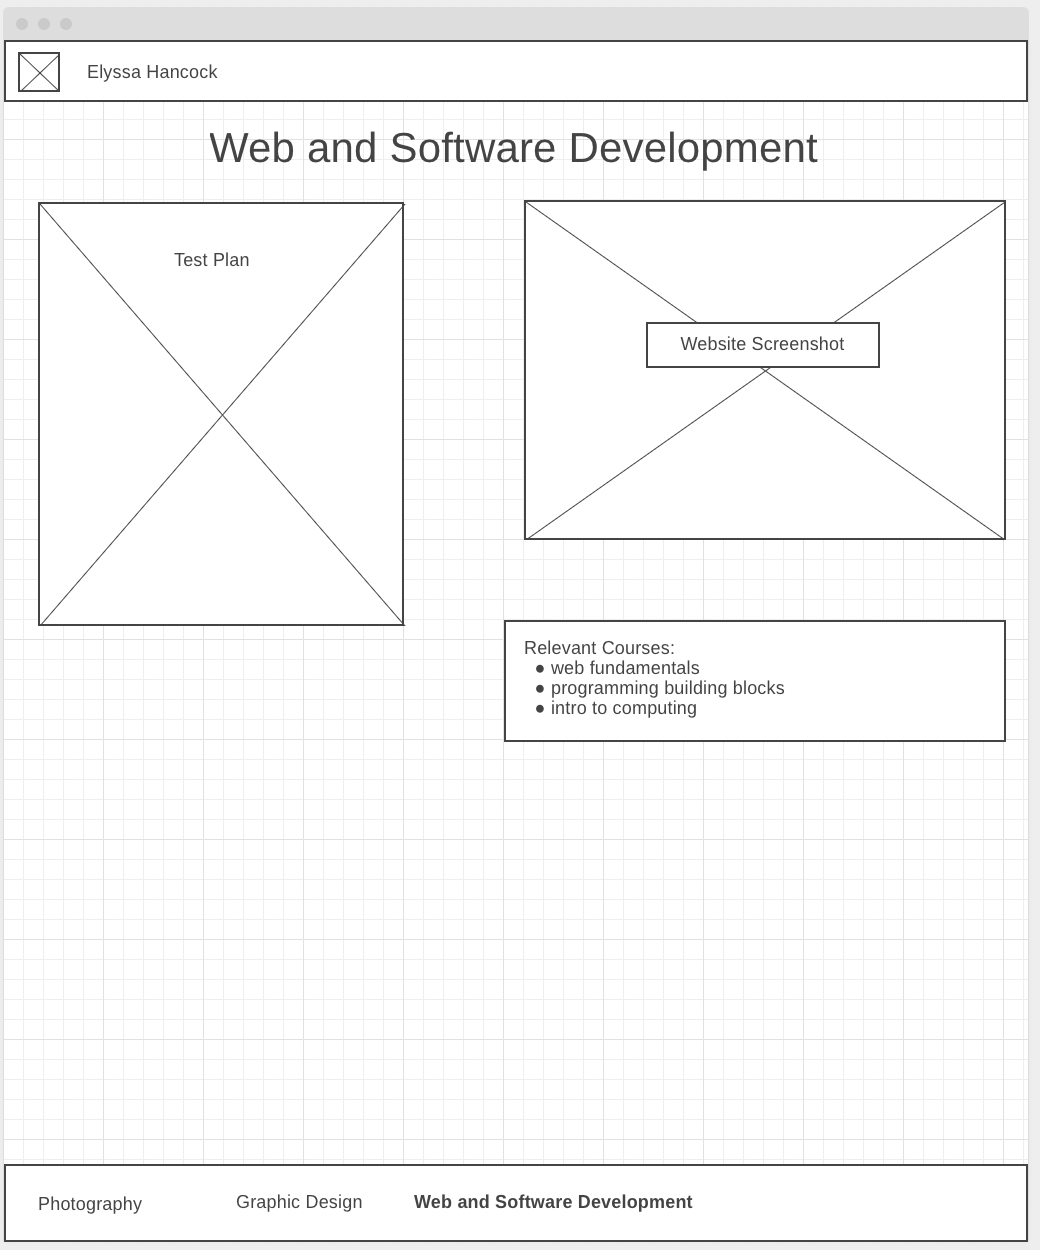 Elyssa Hancock
Web and Software Development
Test Plan
Website Screenshot
Relevant Courses:
● web fundamentals
● programming building blocks
● intro to computing
Photography
Graphic Design
Web and Software Development